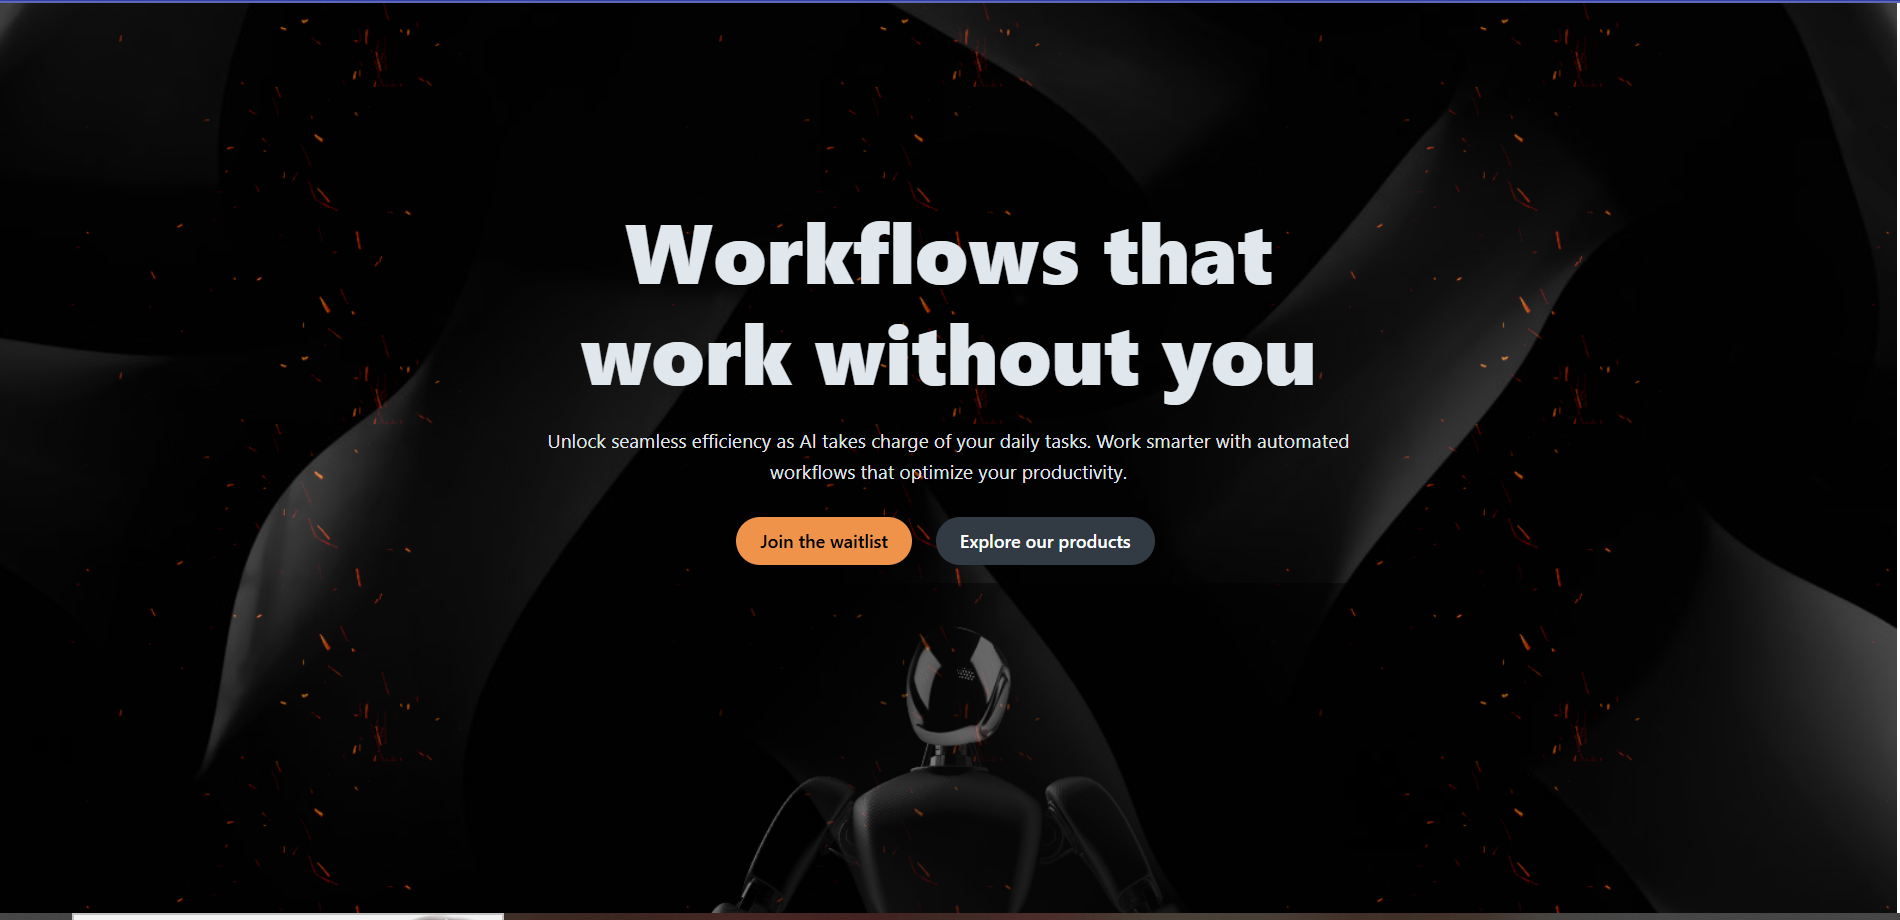 Workflows that
work without you
Unlock seamless efficiency as AI takes charge of your daily tasks. Work smarter with automated
workflows that optimize your productivity.
Join the waitlist
Explore our products